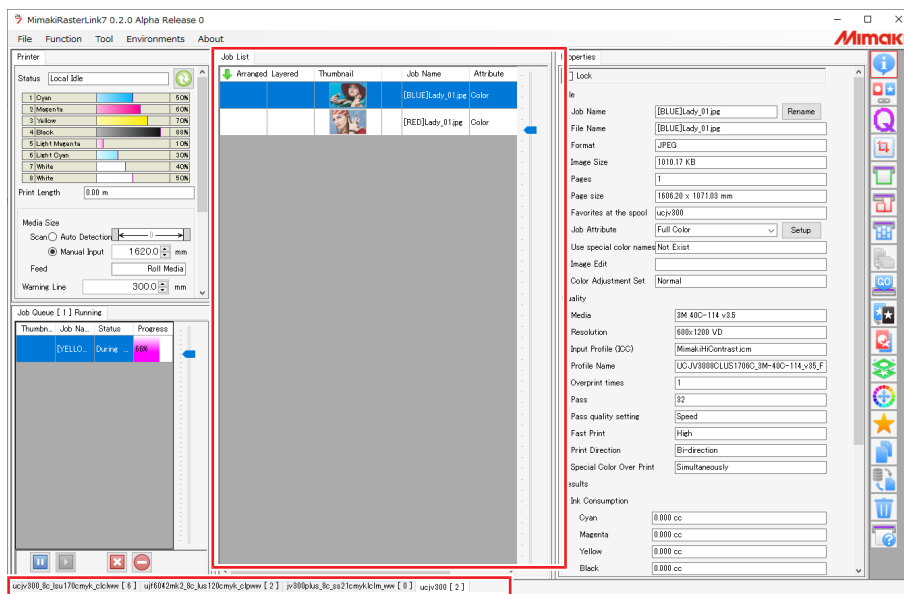 MimakiRasterLink7 0.2.0 Alpha Release 0
File Function Tool Environments About
Mimaki
Printer
Status Local Idle
1 Cyan 50%
2 Magenta 60%
3 Yellow 70%
4 Black 88%
5 Light Magenta 10%
6 Light Cyan 30%
7 White 40%
8 White 50%
Print Length 0.00 m
Media Size
Scan Auto Detection 0
Manual Input 1620.0 mm
Feed Roll Media
Warning Line 300.0 mm
Job Queue [ 1 ] Running
Thumbn... Job Na... Status Progress
[YELLO... During ... 66%
Job List
Arranged Layered Thumbnail Job Name Attribute
[BLUE]Lady_01.jpg Color
[RED]Lady_01.jpg Color
operties
Lock
le
Job Name [BLUE]Lady_01.jpg Rename
File Name [BLUE]Lady_01.jpg
Format JPEG
Image Size 1010.17 KB
Pages 1
Page size 1606.20 x 1071.03 mm
Favorites at the spool ucjv300
Job Attribute Full Color Setup
Use special color names Not Exist
Image Edit
Color Adjustment Set Normal
uality
Media 3M 40C-114 v3.5
Resolution 600x1200 VD
Input Profile (ICC) MimakiHiContrast.icm
Profile Name UCJV3008CLUS1706C_3M-40C-114_v35_F
Overprint times 1
Pass 32
Pass quality setting Speed
Fast Print High
Print Direction Bi-direction
Special Color Over Print Simultaneously
esults
Ink Consumption
Cyan 0.000 cc
Magenta 0.000 cc
Yellow 0.000 cc
Black 0.000 cc
GO
ucjv300_8c_lsu170cmyk_clclww [ 6 ] ujf6042mk2_8c_lus120cmyk_clpww [ 2 ] jv300plus_8c_ss21cmyklclm_ww [ 0 ] ucjv300 [ 2 ]